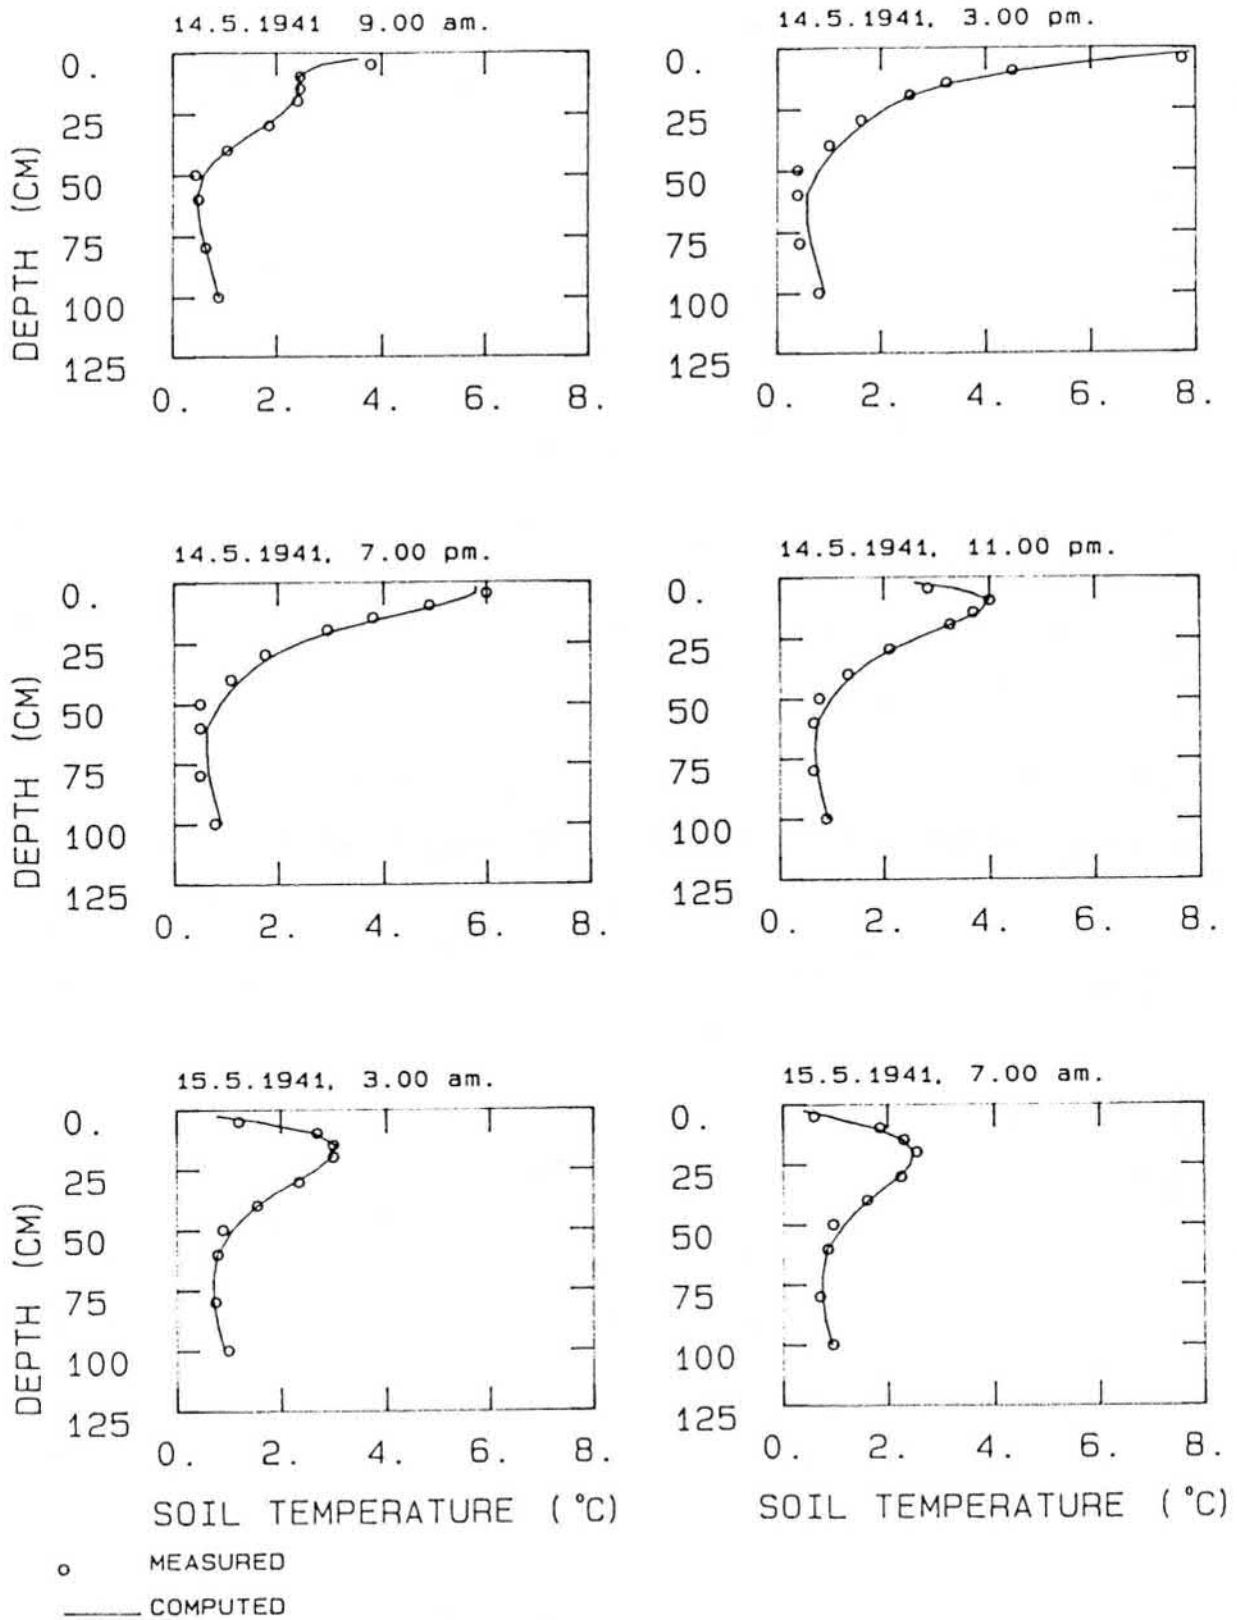 14.5.1941 9.00 am.
DEPTH (CM)
0.
25
50
75
100
125
0. 2. 4. 6. 8.
14.5.1941, 3.00 pm.
0.
25
50
75
100
125
0. 2. 4. 6. 8.
14.5.1941, 7.00 pm.
DEPTH (CM)
0.
25
50
75
100
125
0. 2. 4. 6. 8.
14.5.1941, 11.00 pm.
0.
25
50
75
100
125
0. 2. 4. 6. 8.
15.5.1941, 3.00 am.
DEPTH (CM)
0.
25
50
75
100
125
0. 2. 4. 6. 8.
SOIL TEMPERATURE (°C)
15.5.1941, 7.00 am.
0.
25
50
75
100
125
0. 2. 4. 6. 8.
SOIL TEMPERATURE (°C)
MEASURED
COMPUTED